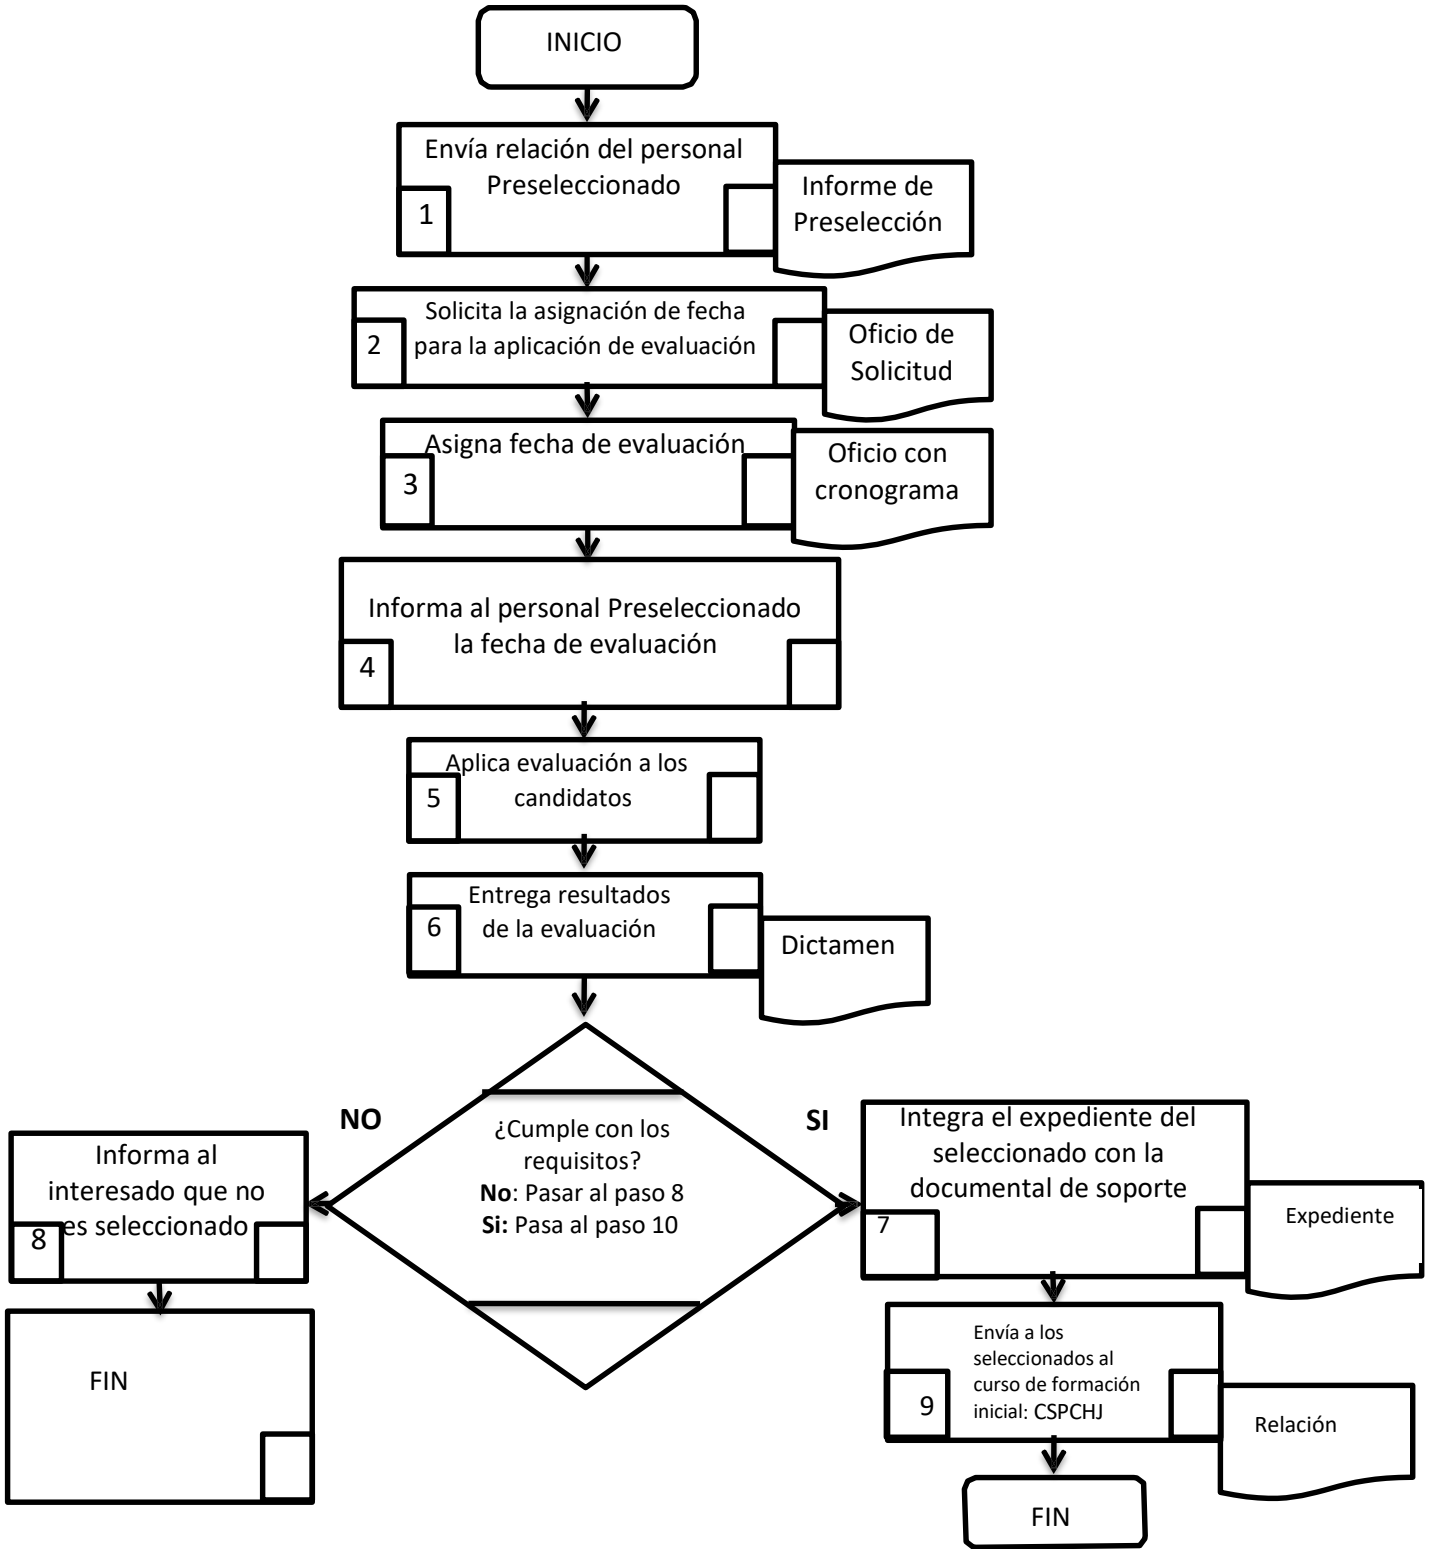 INICIO
Envía relación del personal
Preseleccionado
1
Informe de
Preselección
Solicita la asignación de fecha
para la aplicación de evaluación
2
Oficio de
Solicitud
Asigna fecha de evaluación
3
Oficio con
cronograma
Informa al personal Preseleccionado
la fecha de evaluación
4
Aplica evaluación a los
candidatos
5
Entrega resultados
de la evaluación
6
Dictamen
NO
¿Cumple con los
requisitos?
No: Pasar al paso 8
Si: Pasa al paso 10
SI
Informa al
interesado que no
es seleccionado
8
FIN
Integra el expediente del
seleccionado con la
documental de soporte
7
Expediente
Envía a los
seleccionados al
curso de formación
inicial: CSPCHJ
9
Relación
FIN